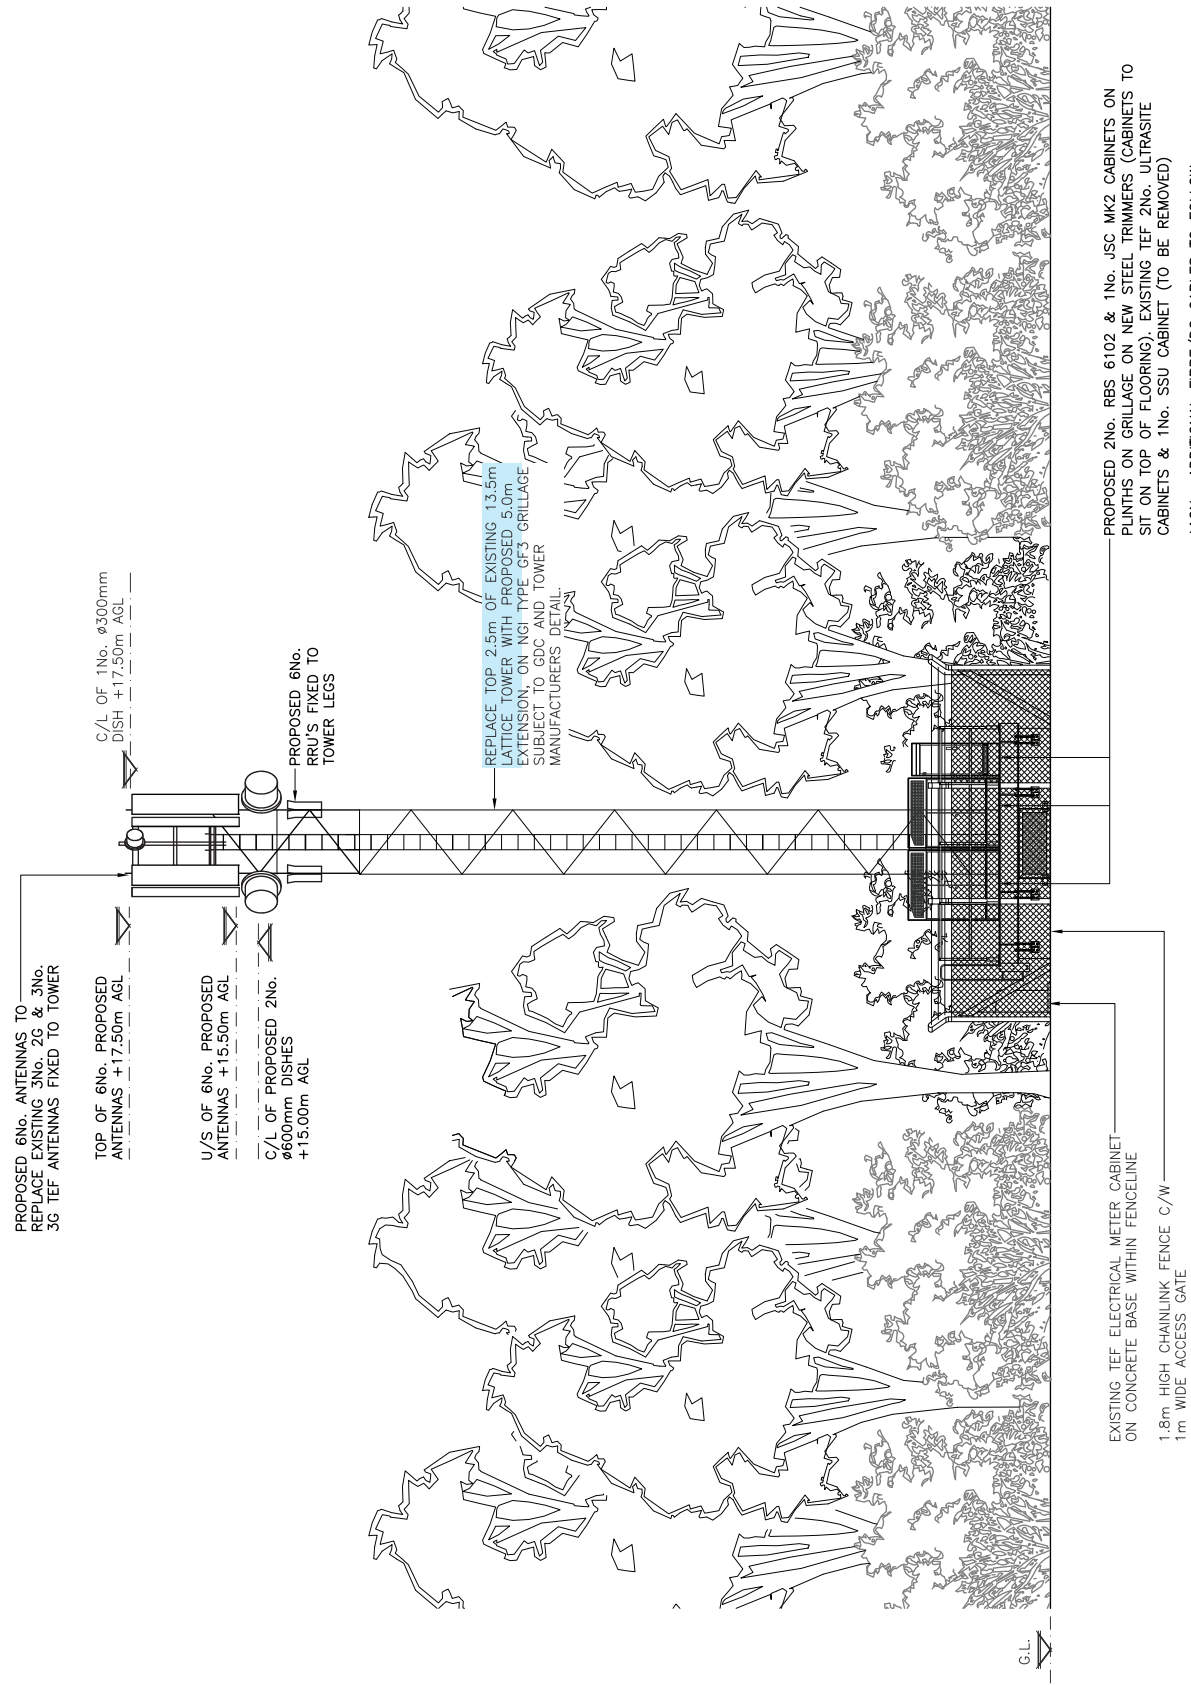 PROPOSED 6No. ANTENNAS TO
REPLACE EXISTING 3No. 2G & 3No.
3G TEF ANTENNAS FIXED TO TOWER
TOP OF 6No. PROPOSED
ANTENNAS +17.50m AGL
U/S OF 6No. PROPOSED
ANTENNAS +15.50m AGL
C/L OF PROPOSED 2No.
ø600mm DISHES
+15.00m AGL
C/L OF 1No. ø300mm
DISH +17.50m AGL
PROPOSED 6No.
RRU'S FIXED TO
TOWER LEGS
REPLACE TOP 2.5m OF EXISTING 13.5m
LATTICE TOWER WITH PROPOSED 5.0m
EXTENSION, ON NGI TYPE GF3 GRILLAGE
SUBJECT TO GDC AND TOWER
MANUFACTURERS DETAIL.
G.L.
EXISTING TEF ELECTRICAL METER CABINET
ON CONCRETE BASE WITHIN FENCELINE
1.8m HIGH CHAINLINK FENCE C/W
1m WIDE ACCESS GATE
PROPOSED 2No. RBS 6102 & 1No. JSC MK2 CABINETS ON
PLINTHS ON GRILLAGE ON NEW STEEL TRIMMERS (CABINETS TO
SIT ON TOP OF FLOORING). EXISTING TEF 2No. ULTRASITE
CABINETS & 1No. SSU CABINET (TO BE REMOVED)